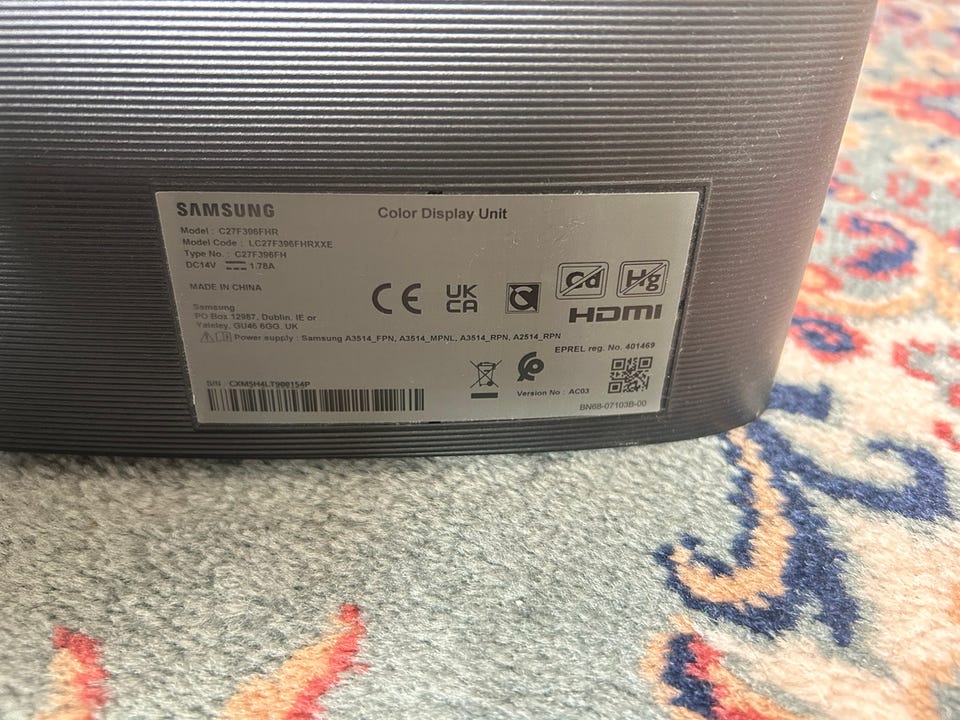 SAMSUNG
Color Display Unit
Model : C27F396FHR
Model Code : LC27F396FHRXXE
Type No. : C27F396FH
DC14V 1.78A
MADE IN CHINA
CE UK CA
Cd Hg
HDMI
Samsung
PO Box 12987, Dublin. IE or
Yateley, GU46 6GG. UK
Power supply : Samsung A3514_FPN, A3514_MPNL, A3514_RPN, A2514_RPN
EPREL reg. No. 401469
S/N : CXM5H4LT900154P
Version No : AC03
BN68-07103B-00